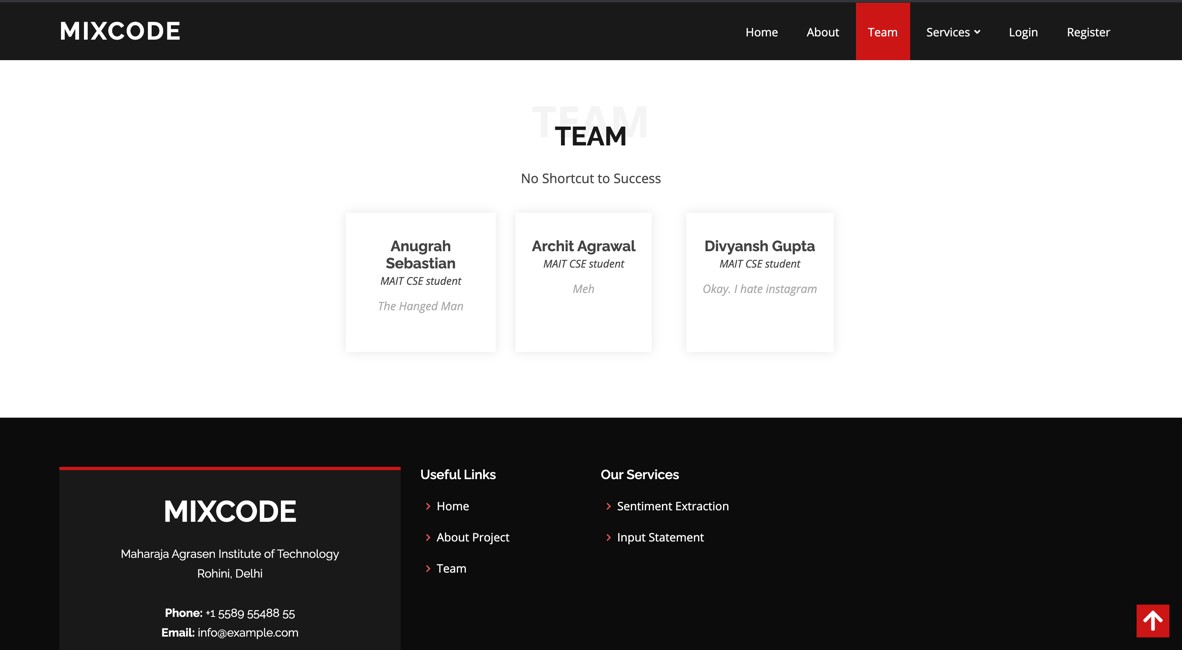 MIXCODE
Home
About
Team
Services
Login
Register
TEAM
TEAM
No Shortcut to Success
Anugrah
Sebastian
MAIT CSE student
The Hanged Man
Archit Agrawal
MAIT CSE student
Meh
Divyansh Gupta
MAIT CSE student
Okay. I hate instagram
MIXCODE
Maharaja Agrasen Institute of Technology
Rohini, Delhi
Phone: +1 5589 55488 55
Email: info@example.com
Useful Links
Home
About Project
Team
Our Services
Sentiment Extraction
Input Statement